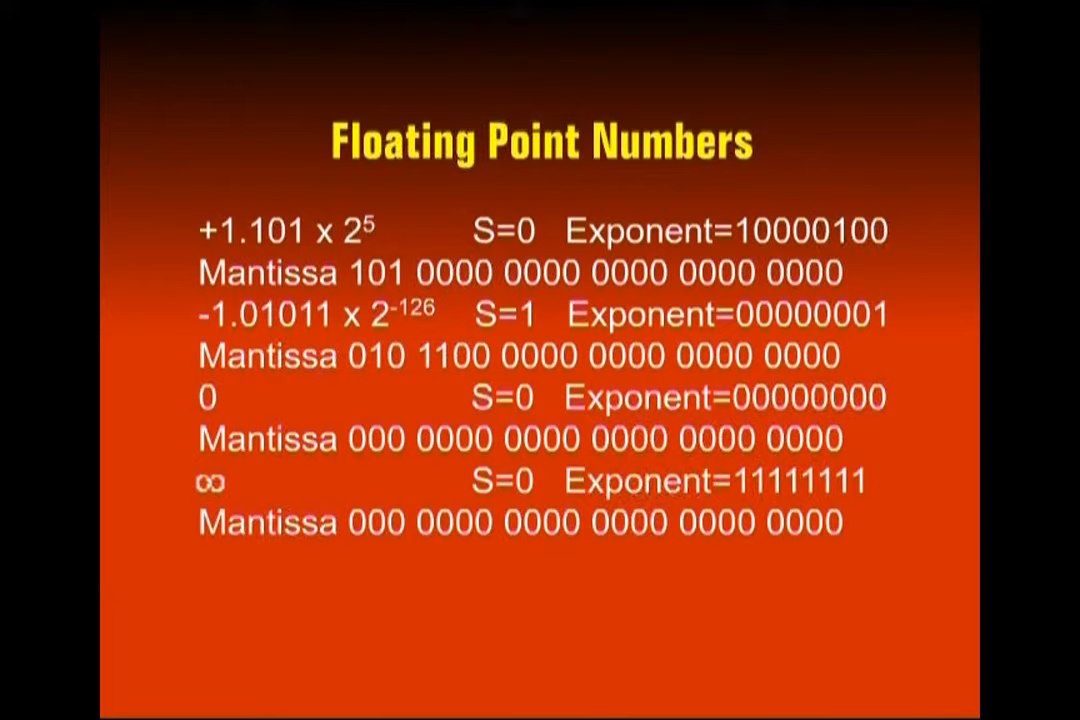 Floating Point Numbers
+1.101 x 2⁵ S=0 Exponent=10000100
Mantissa 101 0000 0000 0000 0000 0000
-1.01011 x 2⁻¹²⁶ S=1 Exponent=00000001
Mantissa 010 1100 0000 0000 0000 0000
0 S=0 Exponent=00000000
Mantissa 000 0000 0000 0000 0000 0000
∞ S=0 Exponent=11111111
Mantissa 000 0000 0000 0000 0000 0000